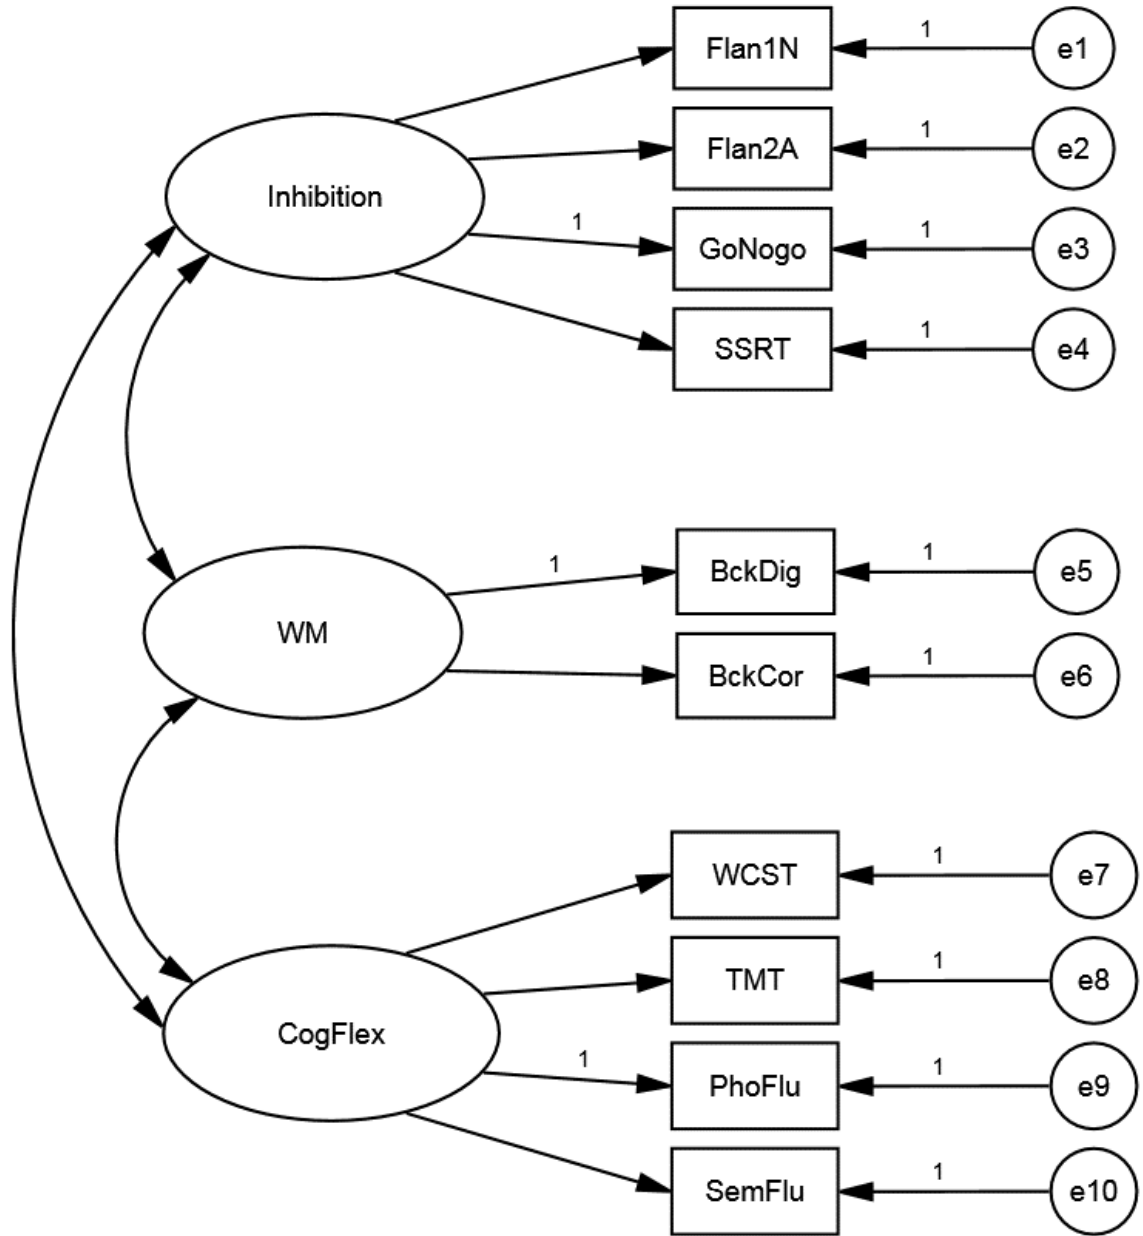 Flan1N
1
e1
Flan2A
1
e2
Inhibition
1
GoNogo
1
e3
SSRT
1
e4
1
BckDig
1
e5
WM
BckCor
1
e6
WCST
1
e7
TMT
1
e8
CogFlex
1
PhoFlu
1
e9
SemFlu
1
e10